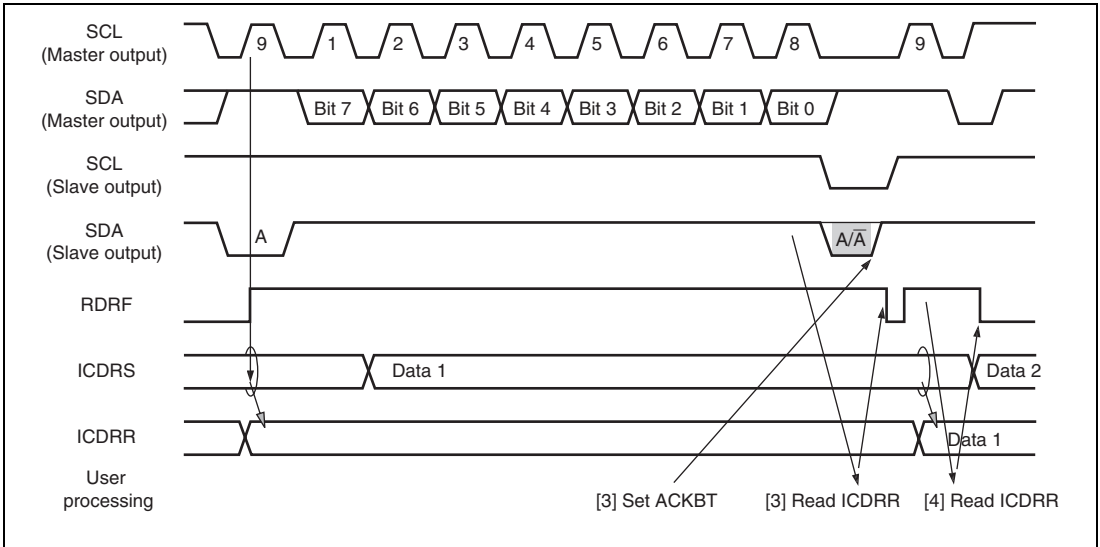 SCL
(Master output)
9 1 2 3 4 5 6 7 8 9
SDA
(Master output)
Bit 7 Bit 6 Bit 5 Bit 4 Bit 3 Bit 2 Bit 1 Bit 0
SCL
(Slave output)
SDA
(Slave output)
A A/A̅
RDRF
ICDRS
Data 1 Data 2
ICDRR
Data 1
User
processing
[3] Set ACKBT [3] Read ICDRR [4] Read ICDRR